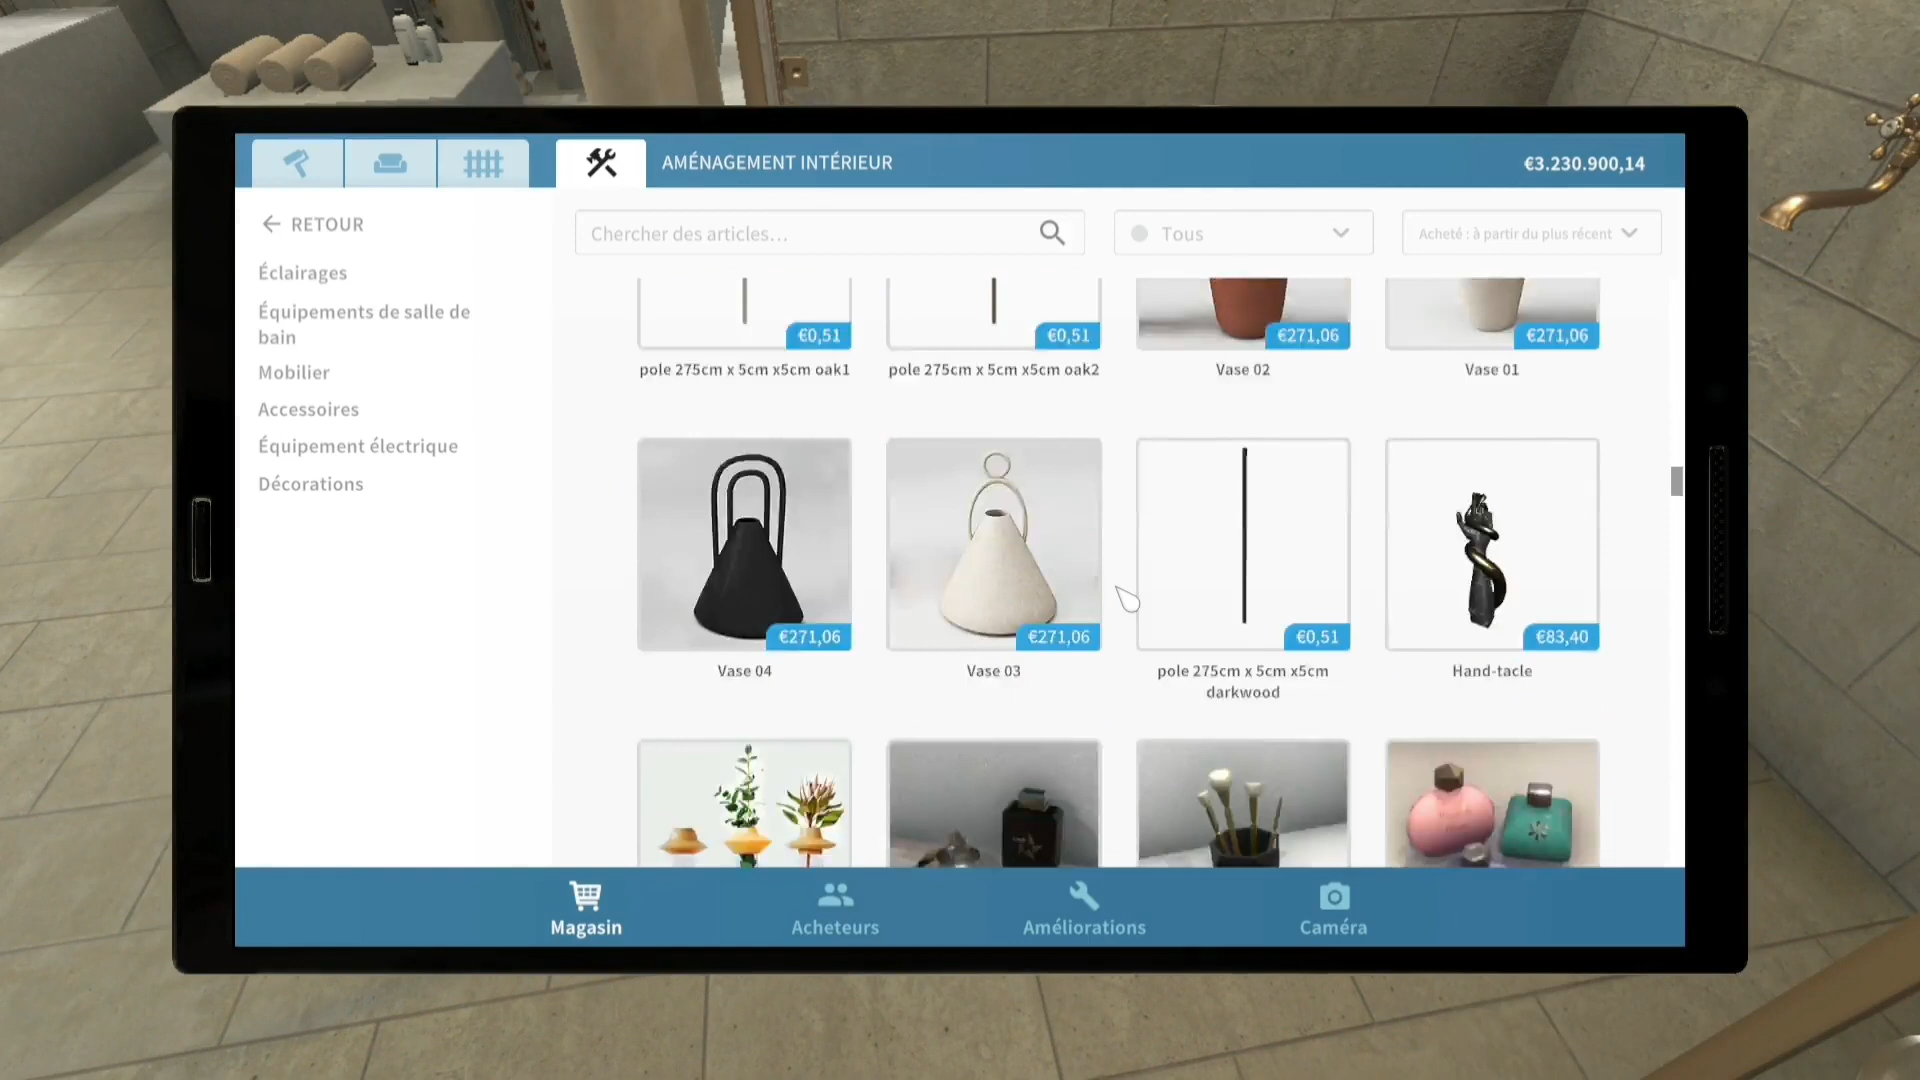 AMÉNAGEMENT INTÉRIEUR
€3.230.900,14
RETOUR
Chercher des articles...
Tous
Acheté : à partir du plus récent
Éclairages
Équipements de salle de
bain
Mobilier
Accessoires
Équipement électrique
Décorations
€0,51
€0,51
€271,06
€271,06
pole 275cm x 5cm x5cm oak1
pole 275cm x 5cm x5cm oak2
Vase 02
Vase 01
€271,06
€271,06
€0,51
€83,40
Vase 04
Vase 03
pole 275cm x 5cm x5cm
darkwood
Hand-tacle
Magasin
Acheteurs
Améliorations
Caméra